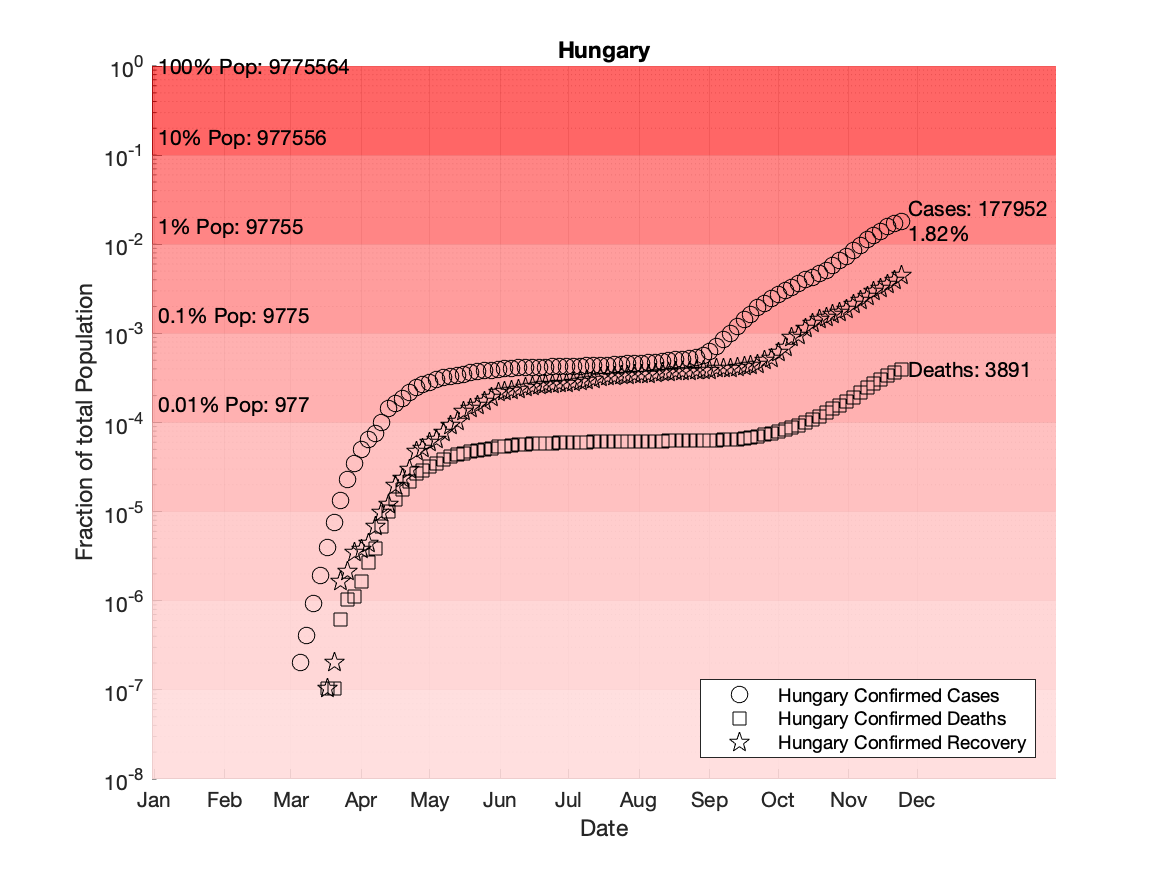 Hungary
10^0
100% Pop: 9775564
10% Pop: 977556
10^-1
Cases: 177952
1% Pop: 97755
1.82%
10^-2
0.1% Pop: 9775
10^-3
Deaths: 3891
0.01% Pop: 977
10^-4
10^-5
10^-6
10^-7
10^-8
Fraction of total Population
Hungary Confirmed Cases
Hungary Confirmed Deaths
Hungary Confirmed Recovery
Jan Feb Mar Apr May Jun Jul Aug Sep Oct Nov Dec
Date